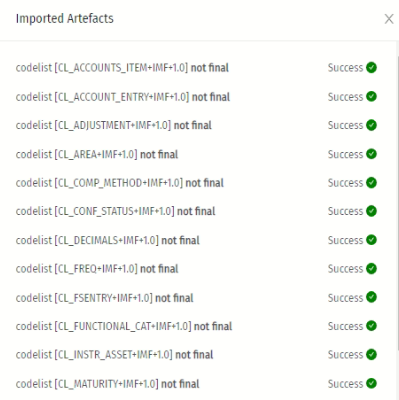 Imported Artefacts
codelist [CL_ACCOUNTS_ITEM+IMF+1.0] not final Success
codelist [CL_ACCOUNT_ENTRY+IMF+1.0] not final Success
codelist [CL_ADJUSTMENT+IMF+1.0] not final Success
codelist [CL_AREA+IMF+1.0] not final Success
codelist [CL_COMP_METHOD+IMF+1.0] not final Success
codelist [CL_CONF_STATUS+IMF+1.0] not final Success
codelist [CL_DECIMALS+IMF+1.0] not final Success
codelist [CL_FREQ+IMF+1.0] not final Success
codelist [CL_FSENTRY+IMF+1.0] not final Success
codelist [CL_FUNCTIONAL_CAT+IMF+1.0] not final Success
codelist [CL_INSTR_ASSET+IMF+1.0] not final Success
codelist [CL_MATURITY+IMF+1.0] not final Success